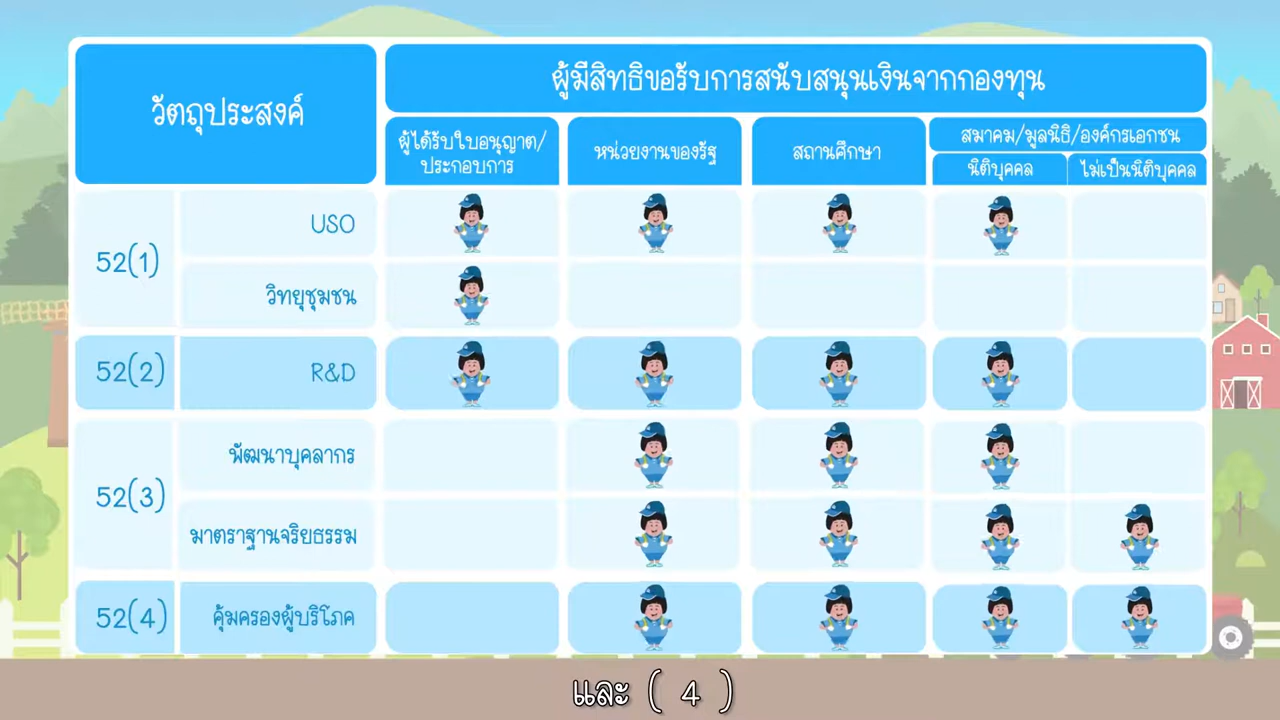 วัตถุประสงค์
ผู้มีสิทธิขอรับการสนับสนุนเงินจากกองทุน
ผู้ได้รับใบอนุญาต/
ประกอบการ
หน่วยงานของรัฐ
สถานศึกษา
สมาคม/มูลนิธิ/องค์กรเอกชน
นิติบุคคล
ไม่เป็นนิติบุคคล
52(1)
USO
วิทยุชุมชน
52(2)
R&D
52(3)
พัฒนาบุคลากร
มาตราฐานจริยธรรม
52(4)
คุ้มครองผู้บริโภค
และ ( 4 )